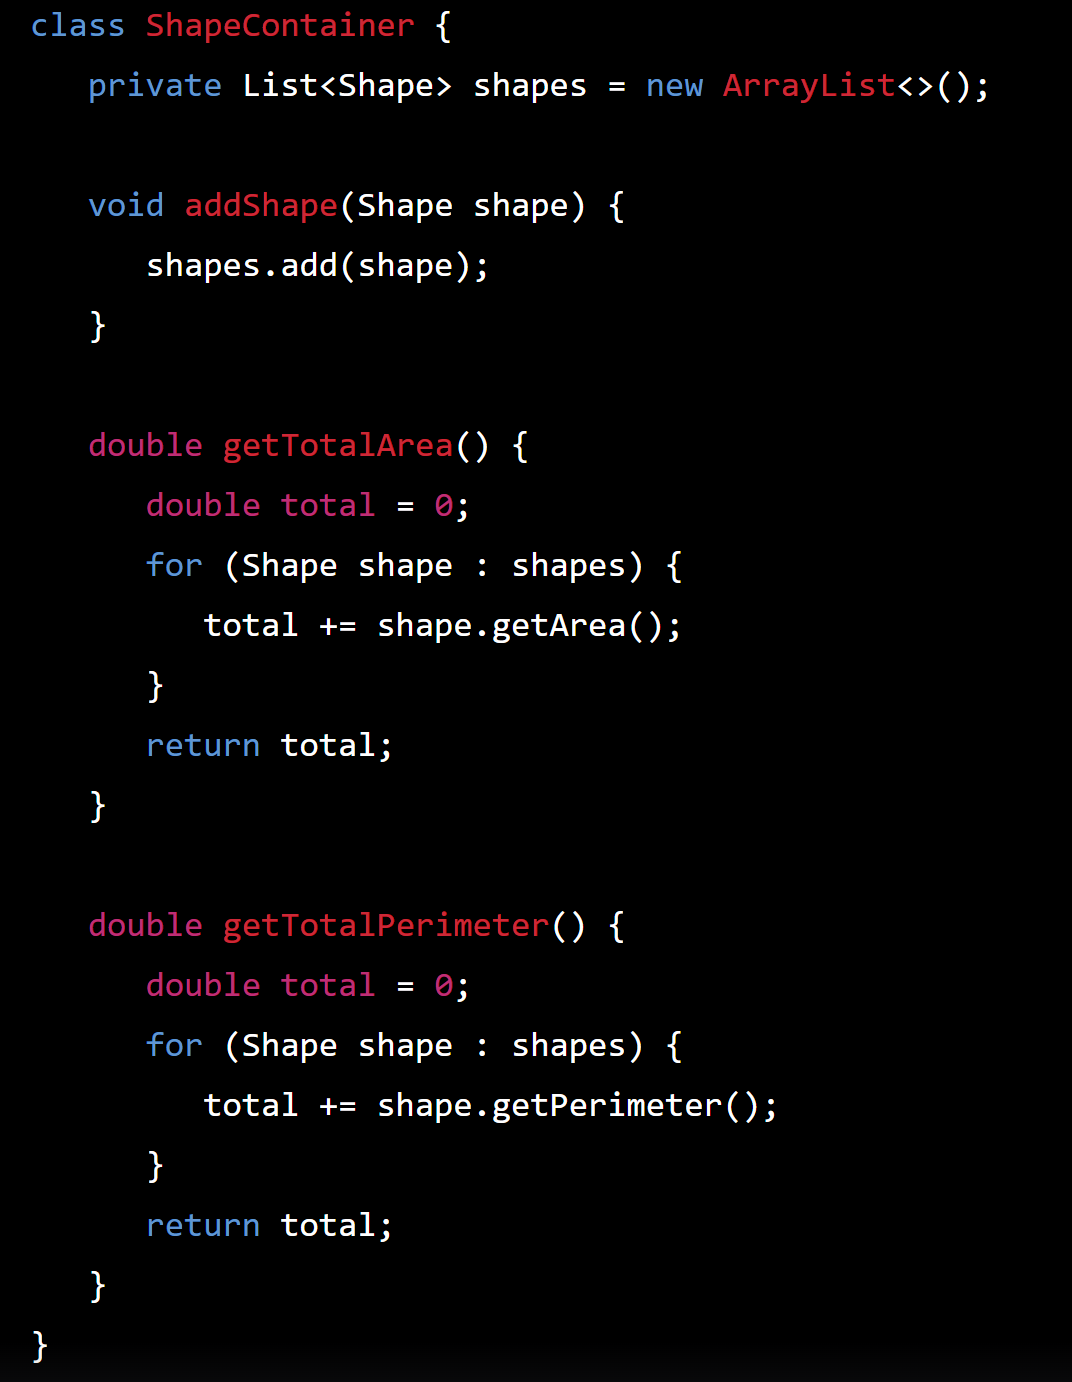 class ShapeContainer {
   private List<Shape> shapes = new ArrayList<>();

   void addShape(Shape shape) {
      shapes.add(shape);
   }

   double getTotalArea() {
      double total = 0;
      for (Shape shape : shapes) {
         total += shape.getArea();
      }
      return total;
   }

   double getTotalPerimeter() {
      double total = 0;
      for (Shape shape : shapes) {
         total += shape.getPerimeter();
      }
      return total;
   }
}